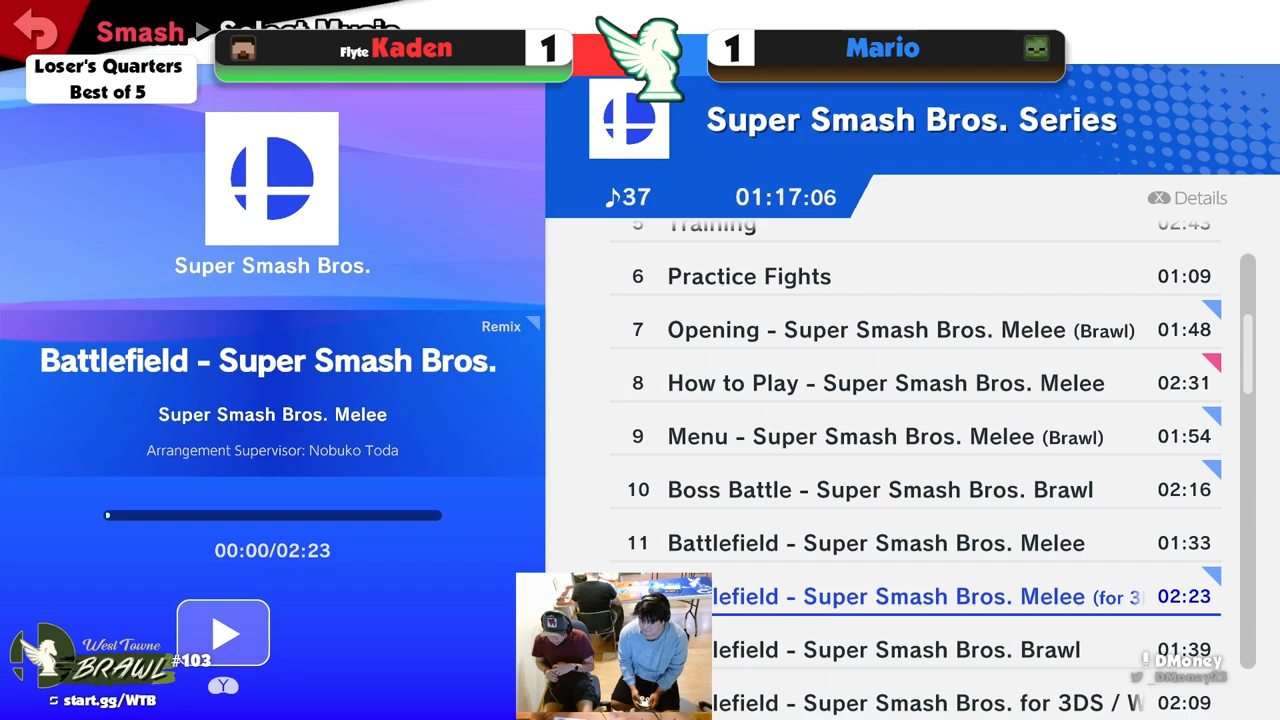 Smash
Select Music
Flyte Kaden
1
1
Mario
Loser's Quarters
Best of 5
Super Smash Bros. Series
♪37
01:17:06
X Details
Super Smash Bros.
Remix
Battlefield - Super Smash Bros.
Super Smash Bros. Melee
Arrangement Supervisor: Nobuko Toda
00:00/02:23
Y
5 Training 02:43
6 Practice Fights 01:09
7 Opening - Super Smash Bros. Melee (Brawl) 01:48
8 How to Play - Super Smash Bros. Melee 02:31
9 Menu - Super Smash Bros. Melee (Brawl) 01:54
10 Boss Battle - Super Smash Bros. Brawl 02:16
11 Battlefield - Super Smash Bros. Melee 01:33
lefield - Super Smash Bros. Melee (for 3 02:23
lefield - Super Smash Bros. Brawl 01:39
lefield - Super Smash Bros. for 3DS / W 02:09
West Towne
BRAWL #103
start.gg/WTB
DMoney